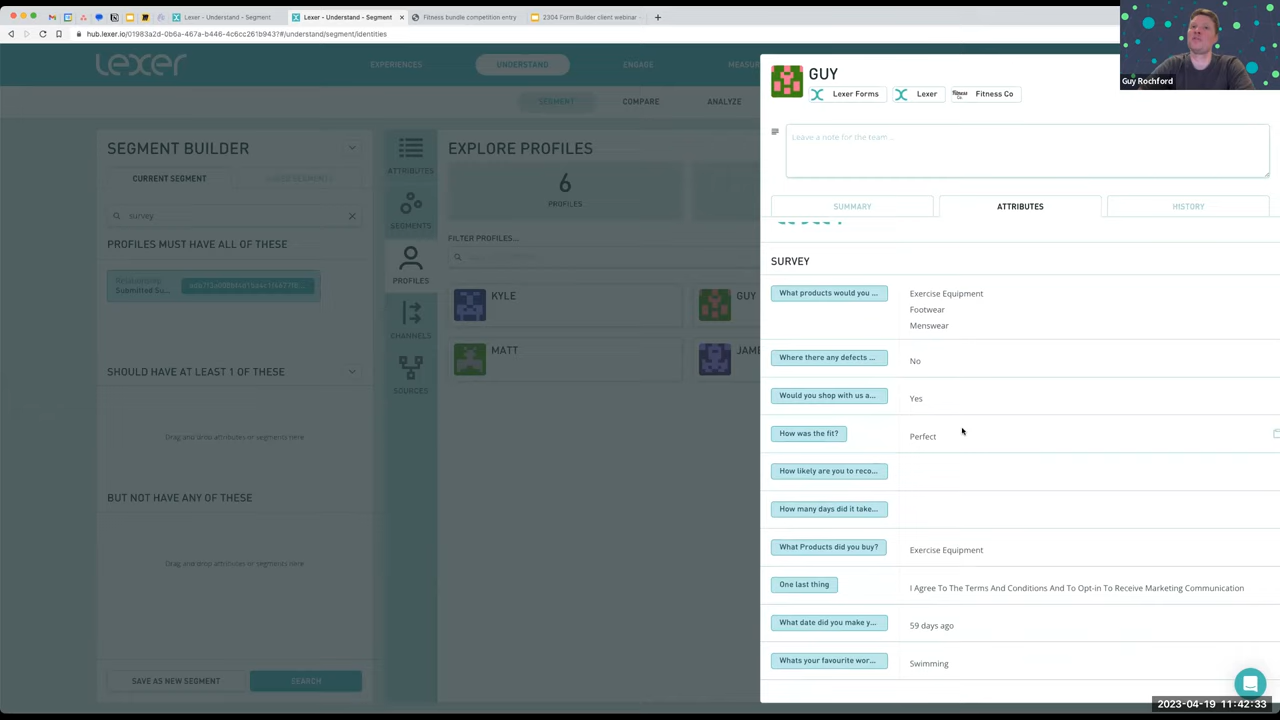 Lexer - Understand - Segment
Lexer - Understand - Segment
Fitness bundle competition entry
2304 Form Builder client webinar
hub.lexer.io/01983a2d-0b6a-467a-b446-4c6cc261b943?#/understand/segment/identities
Guy Rochford
lexer
EXPERIENCES
UNDERSTAND
ENGAGE
MEASURE
SEGMENT
COMPARE
ANALYZE
SEGMENT BUILDER
CURRENT SEGMENT
survey
PROFILES MUST HAVE ALL OF THESE
Relationship
Submitted Su...
SHOULD HAVE AT LEAST 1 OF THESE
Drag and drop attributes or segments here
BUT NOT HAVE ANY OF THESE
Drag and drop attributes or segments here
SAVE AS NEW SEGMENT
SEARCH
ATTRIBUTES
SEGMENTS
PROFILES
CHANNELS
SOURCES
EXPLORE PROFILES
6
PROFILES
FILTER PROFILES...
KYLE
GUY
MATT
JAME
GUY
Lexer Forms
Lexer
Fitness Co
Fitness Co
Leave a note for the team ...
SUMMARY
ATTRIBUTES
HISTORY
SURVEY
What products would you ...
Exercise Equipment
Footwear
Menswear
Where there any defects ...
No
Would you shop with us a...
Yes
How was the fit?
Perfect
How likely are you to reco...
How many days did it take...
What Products did you buy?
Exercise Equipment
One last thing
I Agree To The Terms And Conditions And To Opt-in To Receive Marketing Communication
What date did you make y...
59 days ago
Whats your favourite wor...
Swimming
2023-04-19 11:42:33